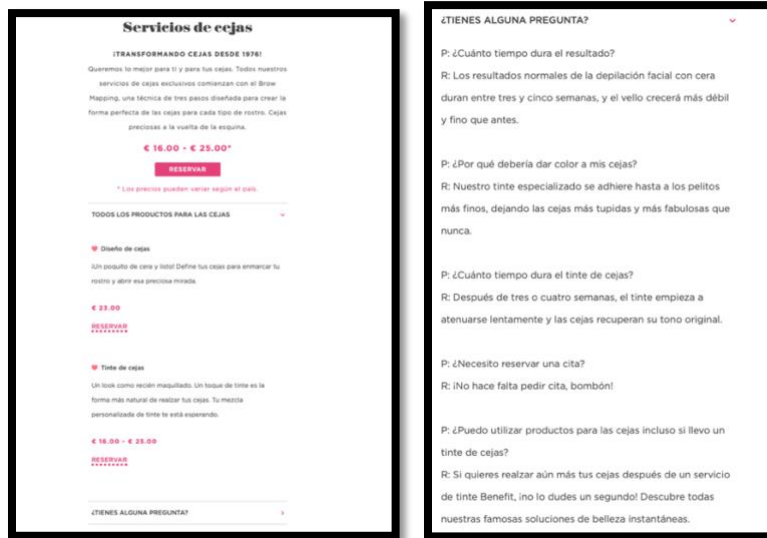 Servicios de cejas
¡TRANSFORMANDO CEJAS DESDE 1976!
Queremos lo mejor para ti y para tus cejas. Todos nuestros
servicios de cejas exclusivos comienzan con el Brow
Mapping, una técnica de tres pasos diseñada para crear la
forma perfecta de las cejas para cada tipo de rostro. Cejas
preciosas a la vuelta de la esquina.
€ 16.00 - € 25.00*
RESERVAR
* Los precios pueden variar según el país.
TODOS LOS PRODUCTOS PARA LAS CEJAS
Diseño de cejas
¡Un poquito de cera y listo! Define tus cejas para enmarcar tu
rostro y abrir esa preciosa mirada.
€ 23.00
RESERVAR
Tinte de cejas
Un look como recién maquillado. Un toque de tinte es la
forma más natural de realzar tus cejas. Tu mezcla
personalizada de tinte te está esperando.
€ 16.00 - € 25.00
RESERVAR
¿TIENES ALGUNA PREGUNTA?
¿TIENES ALGUNA PREGUNTA?
P: ¿Cuánto tiempo dura el resultado?
R: Los resultados normales de la depilación facial con cera
duran entre tres y cinco semanas, y el vello crecerá más débil
y fino que antes.
P: ¿Por qué debería dar color a mis cejas?
R: Nuestro tinte especializado se adhiere hasta a los pelitos
más finos, dejando las cejas más tupidas y más fabulosas que
nunca.
P: ¿Cuánto tiempo dura el tinte de cejas?
R: Después de tres o cuatro semanas, el tinte empieza a
atenuarse lentamente y las cejas recuperan su tono original.
P: ¿Necesito reservar una cita?
R: ¡No hace falta pedir cita, bombón!
P: ¿Puedo utilizar productos para las cejas incluso si llevo un
tinte de cejas?
R: Si quieres realzar aún más tus cejas después de un servicio
de tinte Benefit, ¡no lo dudes un segundo! Descubre todas
nuestras famosas soluciones de belleza instantáneas.